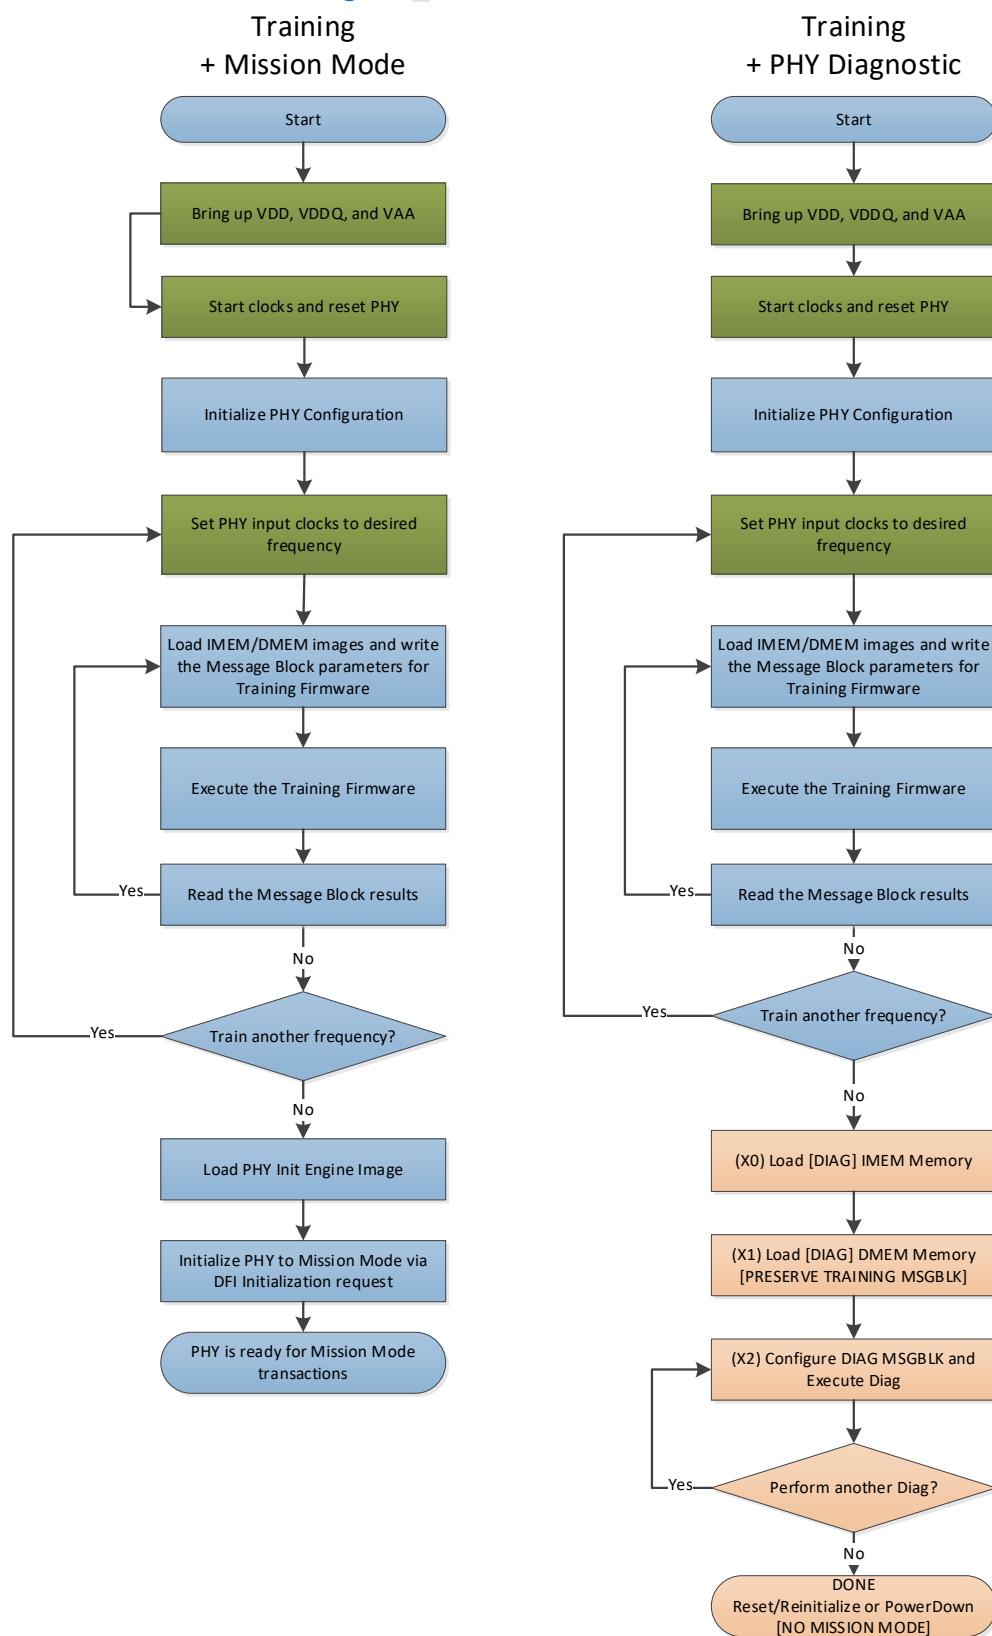 Training
+ Mission Mode
Start
Bring up VDD, VDDQ, and VAA
Start clocks and reset PHY
Initialize PHY Configuration
Set PHY input clocks to desired
frequency
Load IMEM/DMEM images and write
the Message Block parameters for
Training Firmware
Execute the Training Firmware
Yes
Read the Message Block results
No
Yes
Train another frequency?
No
Load PHY Init Engine Image
Initialize PHY to Mission Mode via
DFI Initialization request
PHY is ready for Mission Mode
transactions
Training
+ PHY Diagnostic
Start
Bring up VDD, VDDQ, and VAA
Start clocks and reset PHY
Initialize PHY Configuration
Set PHY input clocks to desired
frequency
Load IMEM/DMEM images and write
the Message Block parameters for
Training Firmware
Execute the Training Firmware
Yes
Read the Message Block results
No
Yes
Train another frequency?
No
(X0) Load [DIAG] IMEM Memory
(X1) Load [DIAG] DMEM Memory
[PRESERVE TRAINING MSGBLK]
(X2) Configure DIAG MSGBLK and
Execute Diag
Yes
Perform another Diag?
No
DONE
Reset/Reinitialize or PowerDown
[NO MISSION MODE]